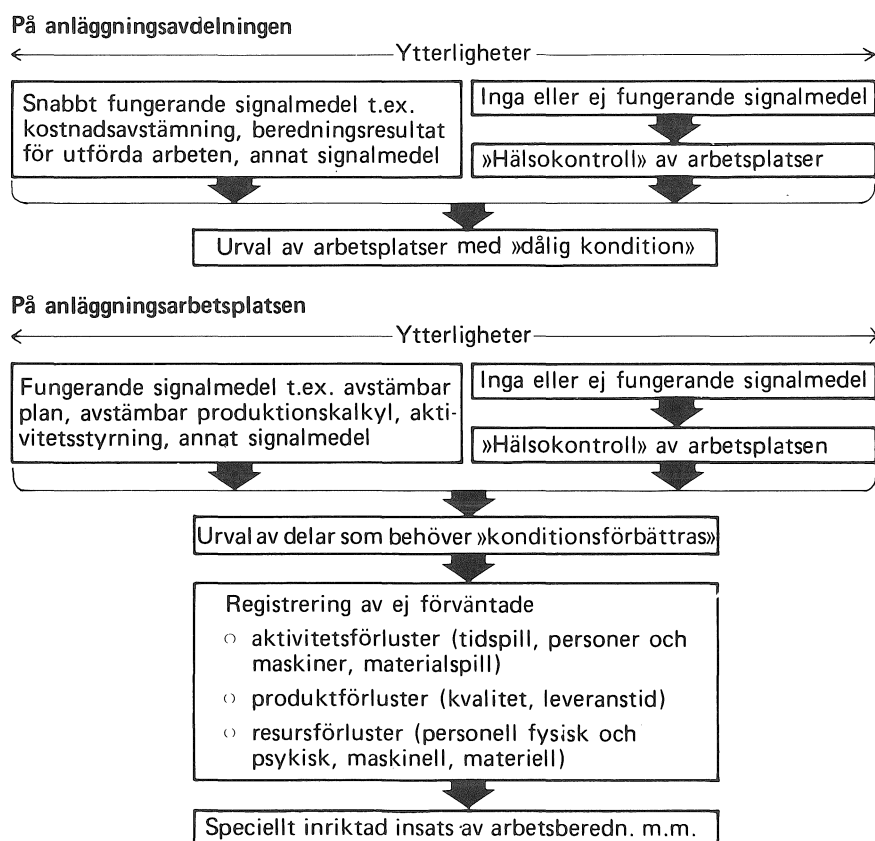 På anläggningsavdelningen
Ytterligheter
Snabbt fungerande signalmedel t.ex.
kostnadsavstämning, beredningsresultat
för utförda arbeten, annat signalmedel
Inga eller ej fungerande signalmedel
»Hälsokontroll» av arbetsplatser
Urval av arbetsplatser med »dålig kondition»
På anläggningsarbetsplatsen
Ytterligheter
Fungerande signalmedel t.ex. avstämbar
plan, avstämbar produktionskalkyl, akti-
vitetsstyrning, annat signalmedel
Inga eller ej fungerande signalmedel
»Hälsokontroll» av arbetsplatsen
Urval av delar som behöver »konditionsförbättras»
Registrering av ej förväntade
○ aktivitetsförluster (tidspill, personer och
maskiner, materialspill)
○ produktförluster (kvalitet, leveranstid)
○ resursförluster (personell fysisk och
psykisk, maskinell, materiell)
Speciellt inriktad insats av arbetsberedn. m.m.